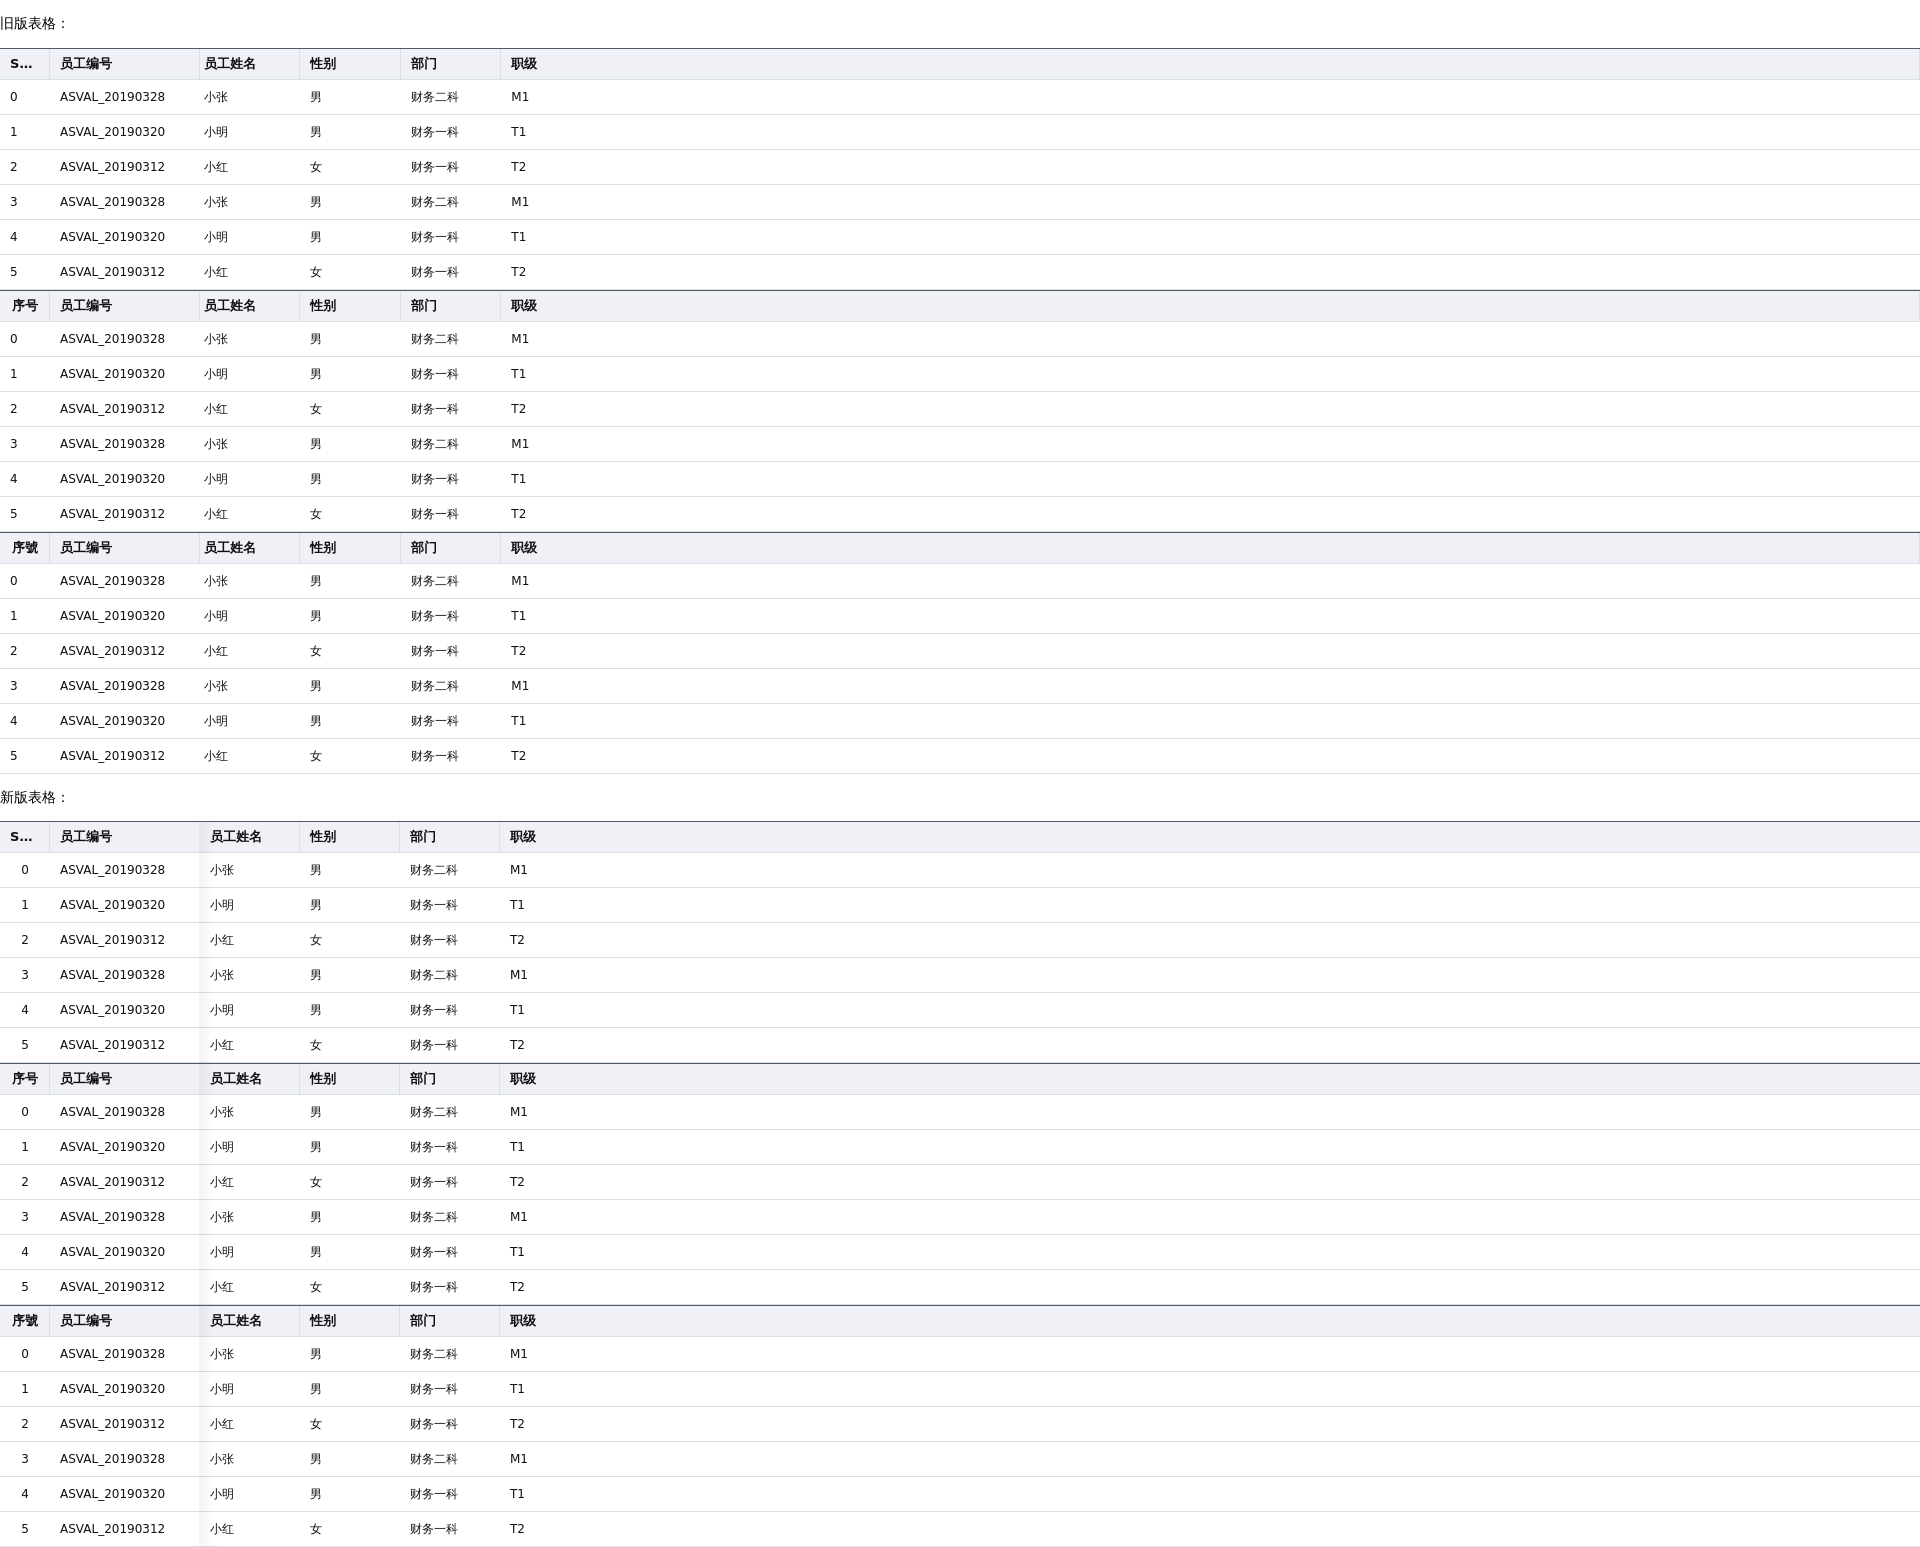 旧版表格：
S... 员工编号 员工姓名 性别 部门 职级
0 ASVAL_20190328 小张 男 财务二科 M1
1 ASVAL_20190320 小明 男 财务一科 T1
2 ASVAL_20190312 小红 女 财务一科 T2
3 ASVAL_20190328 小张 男 财务二科 M1
4 ASVAL_20190320 小明 男 财务一科 T1
5 ASVAL_20190312 小红 女 财务一科 T2
序号 员工编号 员工姓名 性别 部门 职级
0 ASVAL_20190328 小张 男 财务二科 M1
1 ASVAL_20190320 小明 男 财务一科 T1
2 ASVAL_20190312 小红 女 财务一科 T2
3 ASVAL_20190328 小张 男 财务二科 M1
4 ASVAL_20190320 小明 男 财务一科 T1
5 ASVAL_20190312 小红 女 财务一科 T2
序號 员工编号 员工姓名 性别 部门 职级
0 ASVAL_20190328 小张 男 财务二科 M1
1 ASVAL_20190320 小明 男 财务一科 T1
2 ASVAL_20190312 小红 女 财务一科 T2
3 ASVAL_20190328 小张 男 财务二科 M1
4 ASVAL_20190320 小明 男 财务一科 T1
5 ASVAL_20190312 小红 女 财务一科 T2
新版表格：
S... 员工编号 员工姓名 性别 部门 职级
0 ASVAL_20190328 小张 男 财务二科 M1
1 ASVAL_20190320 小明 男 财务一科 T1
2 ASVAL_20190312 小红 女 财务一科 T2
3 ASVAL_20190328 小张 男 财务二科 M1
4 ASVAL_20190320 小明 男 财务一科 T1
5 ASVAL_20190312 小红 女 财务一科 T2
序号 员工编号 员工姓名 性别 部门 职级
0 ASVAL_20190328 小张 男 财务二科 M1
1 ASVAL_20190320 小明 男 财务一科 T1
2 ASVAL_20190312 小红 女 财务一科 T2
3 ASVAL_20190328 小张 男 财务二科 M1
4 ASVAL_20190320 小明 男 财务一科 T1
5 ASVAL_20190312 小红 女 财务一科 T2
序號 员工编号 员工姓名 性别 部门 职级
0 ASVAL_20190328 小张 男 财务二科 M1
1 ASVAL_20190320 小明 男 财务一科 T1
2 ASVAL_20190312 小红 女 财务一科 T2
3 ASVAL_20190328 小张 男 财务二科 M1
4 ASVAL_20190320 小明 男 财务一科 T1
5 ASVAL_20190312 小红 女 财务一科 T2